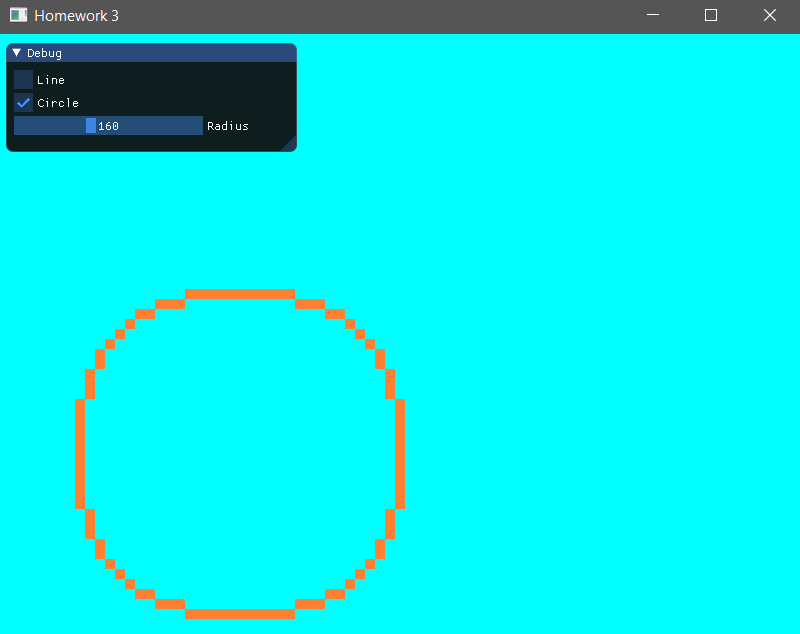 Homework 3
Debug
Line
Circle
160 Radius